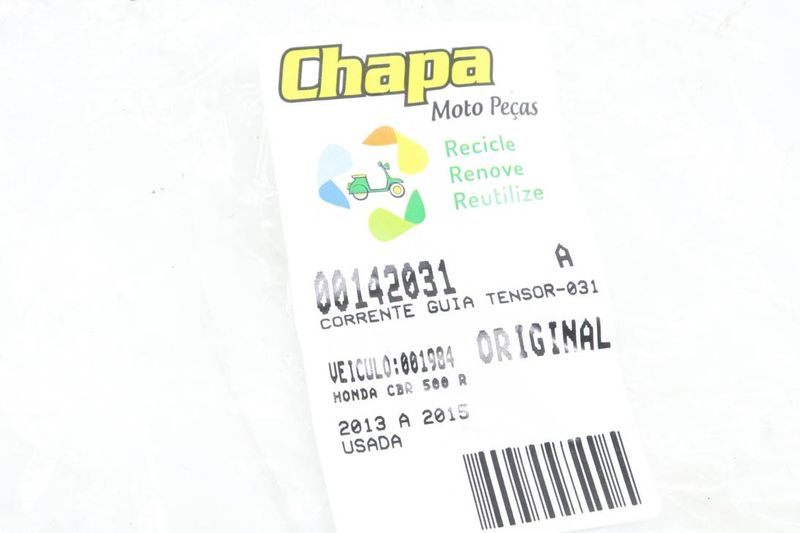 Chapa
Moto Peças
Recicle
Renove
Reutilize
00142031 A
CORRENTE GUIA TENSOR-031
VEICULO:001984 ORIGINAL
HONDA CBR 500 R
2013 A 2015
USADA